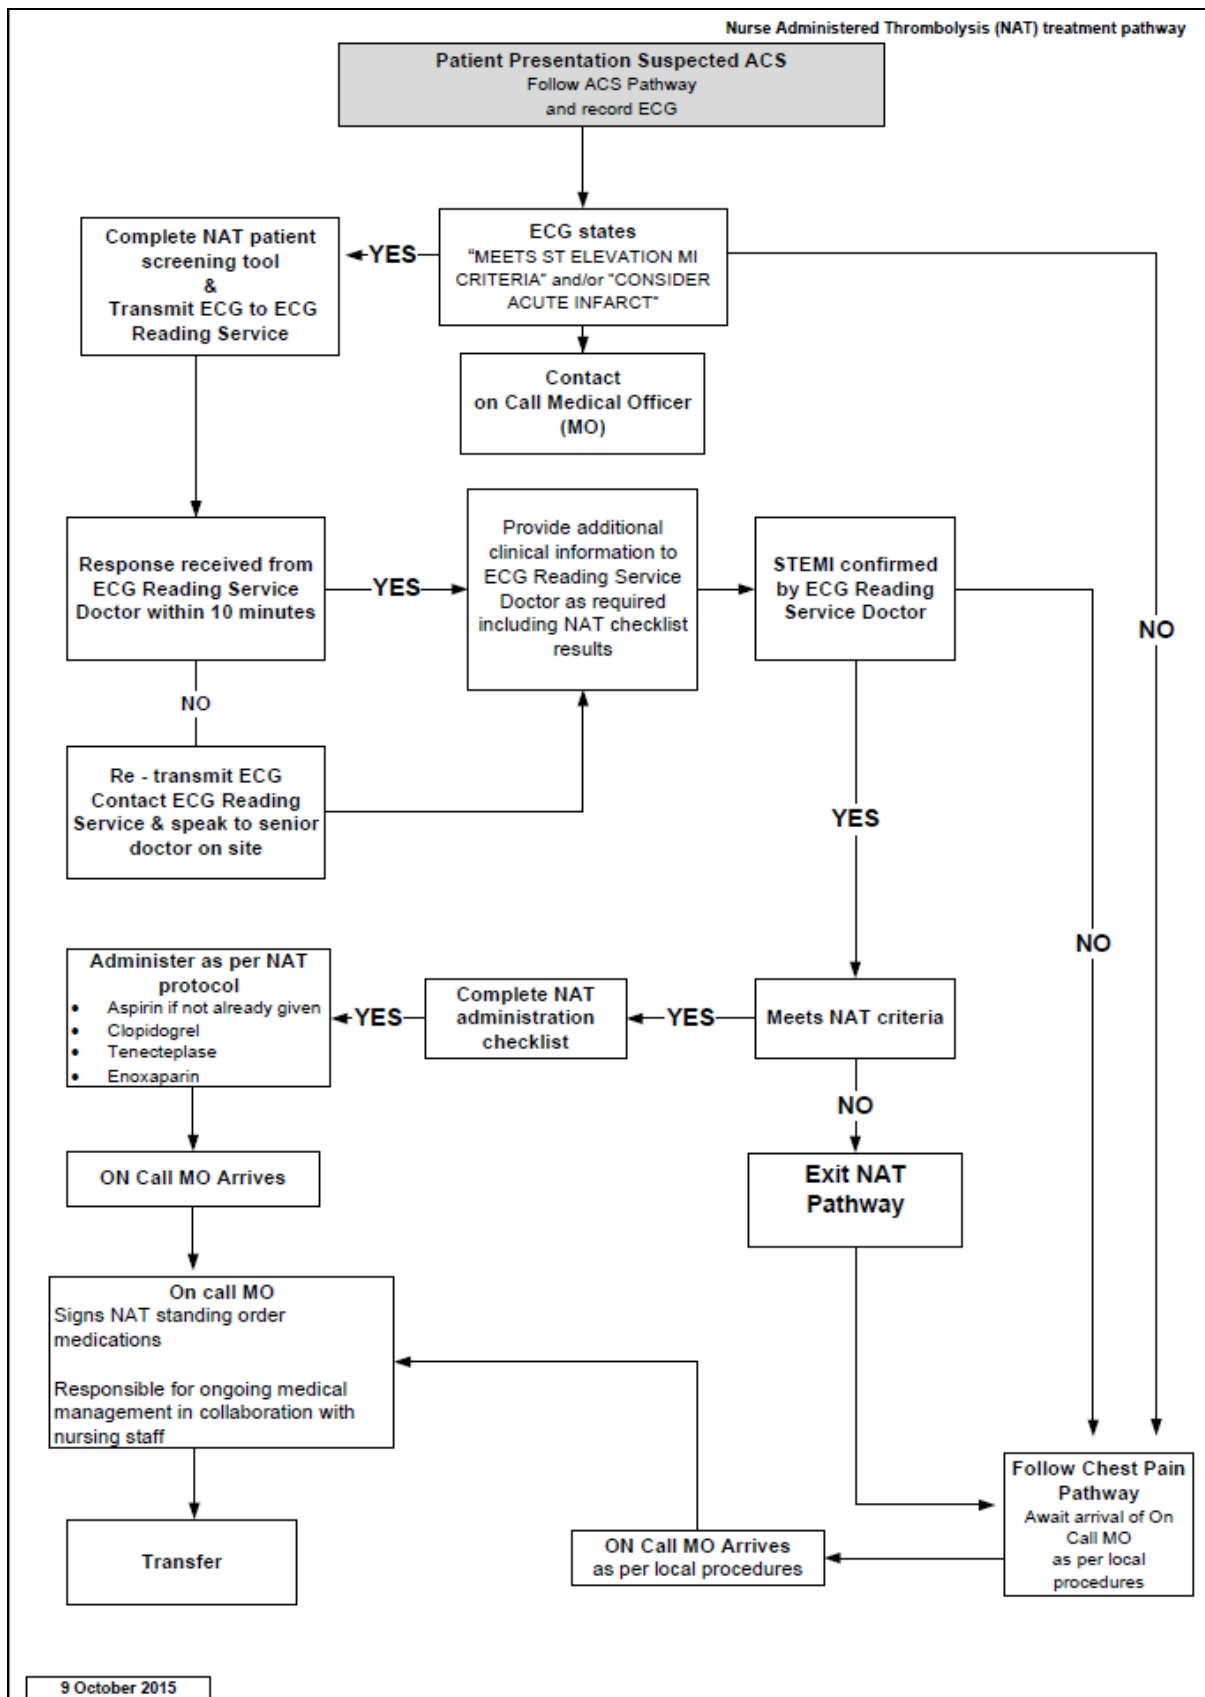 Nurse Administered Thrombolysis (NAT) treatment pathway
Patient Presentation Suspected ACS
Follow ACS Pathway
and record ECG
ECG states
"MEETS ST ELEVATION MI
CRITERIA" and/or "CONSIDER
ACUTE INFARCT"
YES
Complete NAT patient
screening tool
&
Transmit ECG to ECG
Reading Service
Contact
on Call Medical Officer
(MO)
Response received from
ECG Reading Service
Doctor within 10 minutes
YES
Provide additional
clinical information to
ECG Reading Service
Doctor as required
including NAT checklist
results
STEMI confirmed
by ECG Reading
Service Doctor
NO
NO
Re - transmit ECG
Contact ECG Reading
Service & speak to senior
doctor on site
YES
NO
Administer as per NAT
protocol
• Aspirin if not already given
• Clopidogrel
• Tenecteplase
• Enoxaparin
YES
Complete NAT
administration
checklist
YES
Meets NAT criteria
NO
ON Call MO Arrives
Exit NAT
Pathway
On call MO
Signs NAT standing order
medications
Responsible for ongoing medical
management in collaboration with
nursing staff
Follow Chest Pain
Pathway
Await arrival of On
Call MO
as per local
procedures
ON Call MO Arrives
as per local procedures
Transfer
9 October 2015